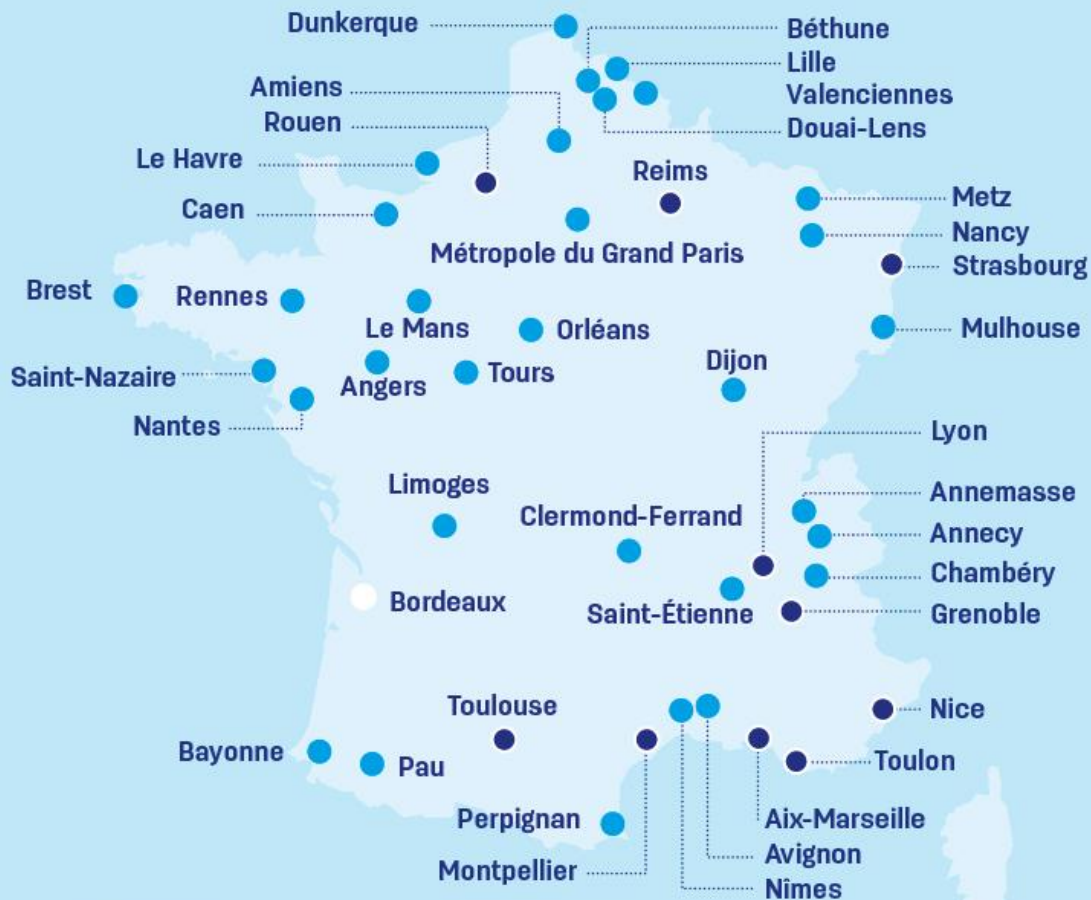 Dunkerque
Béthune
Lille
Amiens
Valenciennes
Rouen
Douai-Lens
Le Havre
Reims
Metz
Caen
Nancy
Métropole du Grand Paris
Strasbourg
Brest
Rennes
Le Mans
Orléans
Mulhouse
Dijon
Saint-Nazaire
Angers
Tours
Nantes
Lyon
Limoges
Annemasse
Clermond-Ferrand
Annecy
Chambéry
Bordeaux
Saint-Étienne
Grenoble
Toulouse
Nice
Bayonne
Pau
Toulon
Perpignan
Aix-Marseille
Avignon
Montpellier
Nîmes